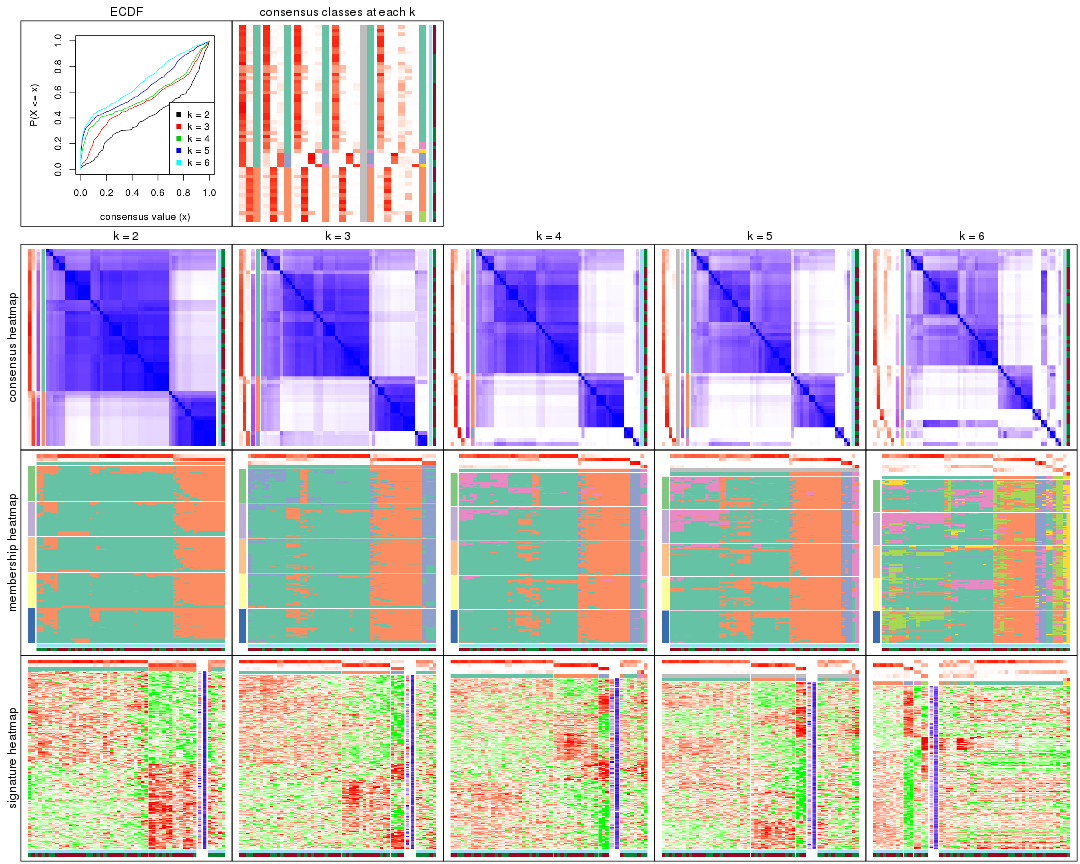 ECDF
consensus classes at each k
P(X <= x)
0.0 0.2 0.4 0.6 0.8 1.0
k = 2
k = 3
k = 4
k = 5
k = 6
0.0 0.2 0.4 0.6 0.8 1.0
consensus value (x)
k = 2
k = 3
k = 4
k = 5
k = 6
consensus heatmap
membership heatmap
signature heatmap